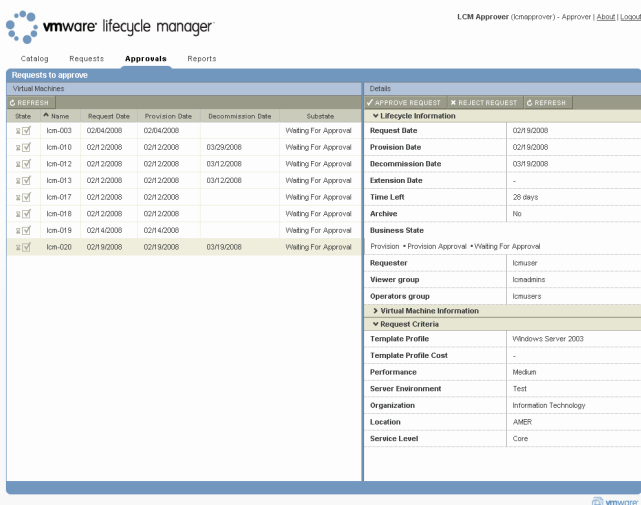 vmware lifecycle manager
LCM Approver (lcmapprover) - Approver | About | Logout
Catalog Requests Approvals Reports
Requests to approve
Virtual Machines
REFRESH
State Name Request Date Provision Date Decommission Date Substate
lcm-003 02/04/2008 02/04/2008 Waiting For Approval
lcm-010 02/12/2008 02/12/2008 03/29/2008 Waiting For Approval
lcm-012 02/12/2008 02/12/2008 03/12/2008 Waiting For Approval
lcm-013 02/12/2008 02/12/2008 03/12/2008 Waiting For Approval
lcm-017 02/12/2008 02/12/2008 Waiting For Approval
lcm-018 02/12/2008 02/12/2008 Waiting For Approval
lcm-019 02/14/2008 02/14/2008 Waiting For Approval
lcm-020 02/19/2008 02/19/2008 03/19/2008 Waiting For Approval
Details
APPROVE REQUEST REJECT REQUEST REFRESH
Lifecycle Information
Request Date 02/19/2008
Provision Date 02/19/2008
Decommission Date 03/19/2008
Extension Date -
Time Left 28 days
Archive No
Business State
Provision • Provision Approval • Waiting For Approval
Requester lcmuser
Viewer group lcmadmins
Operators group lcmusers
Virtual Machine Information
Request Criteria
Template Profile Windows Server 2003
Template Profile Cost -
Performance Medium
Server Environment Test
Organization Information Technology
Location AMER
Service Level Core
vmware